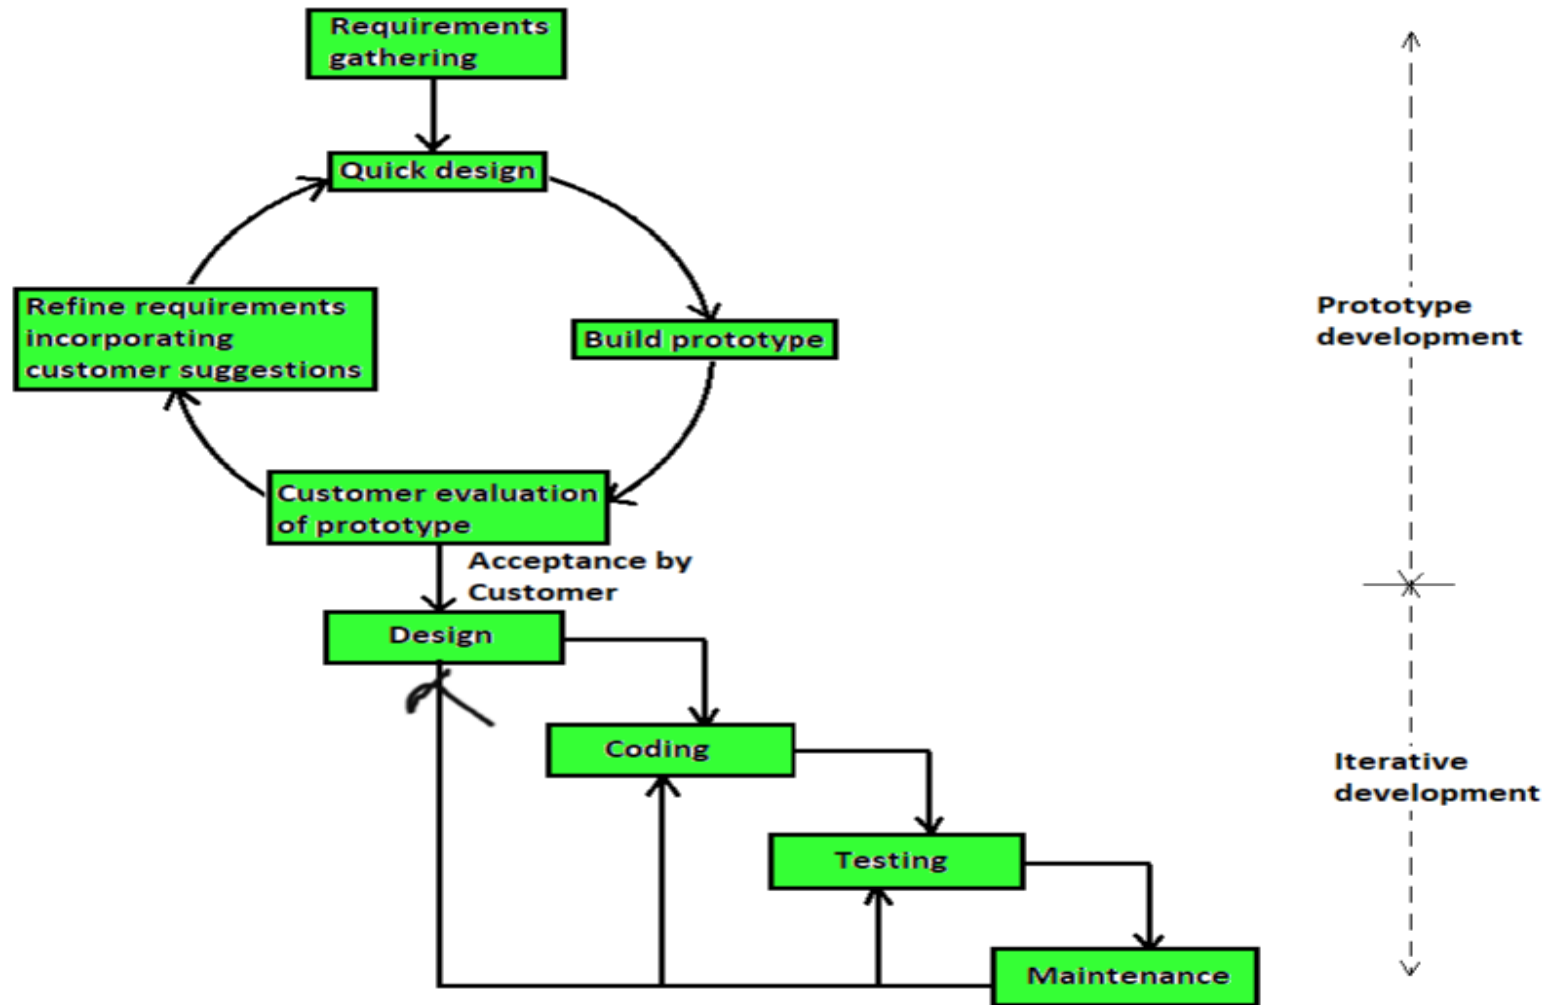 Requirements
gathering
Quick design
Refine requirements
incorporating
customer suggestions
Build prototype
Prototype
development
Customer evaluation
of prototype
Acceptance by
Customer
Design
Coding
Iterative
development
Testing
Maintenance